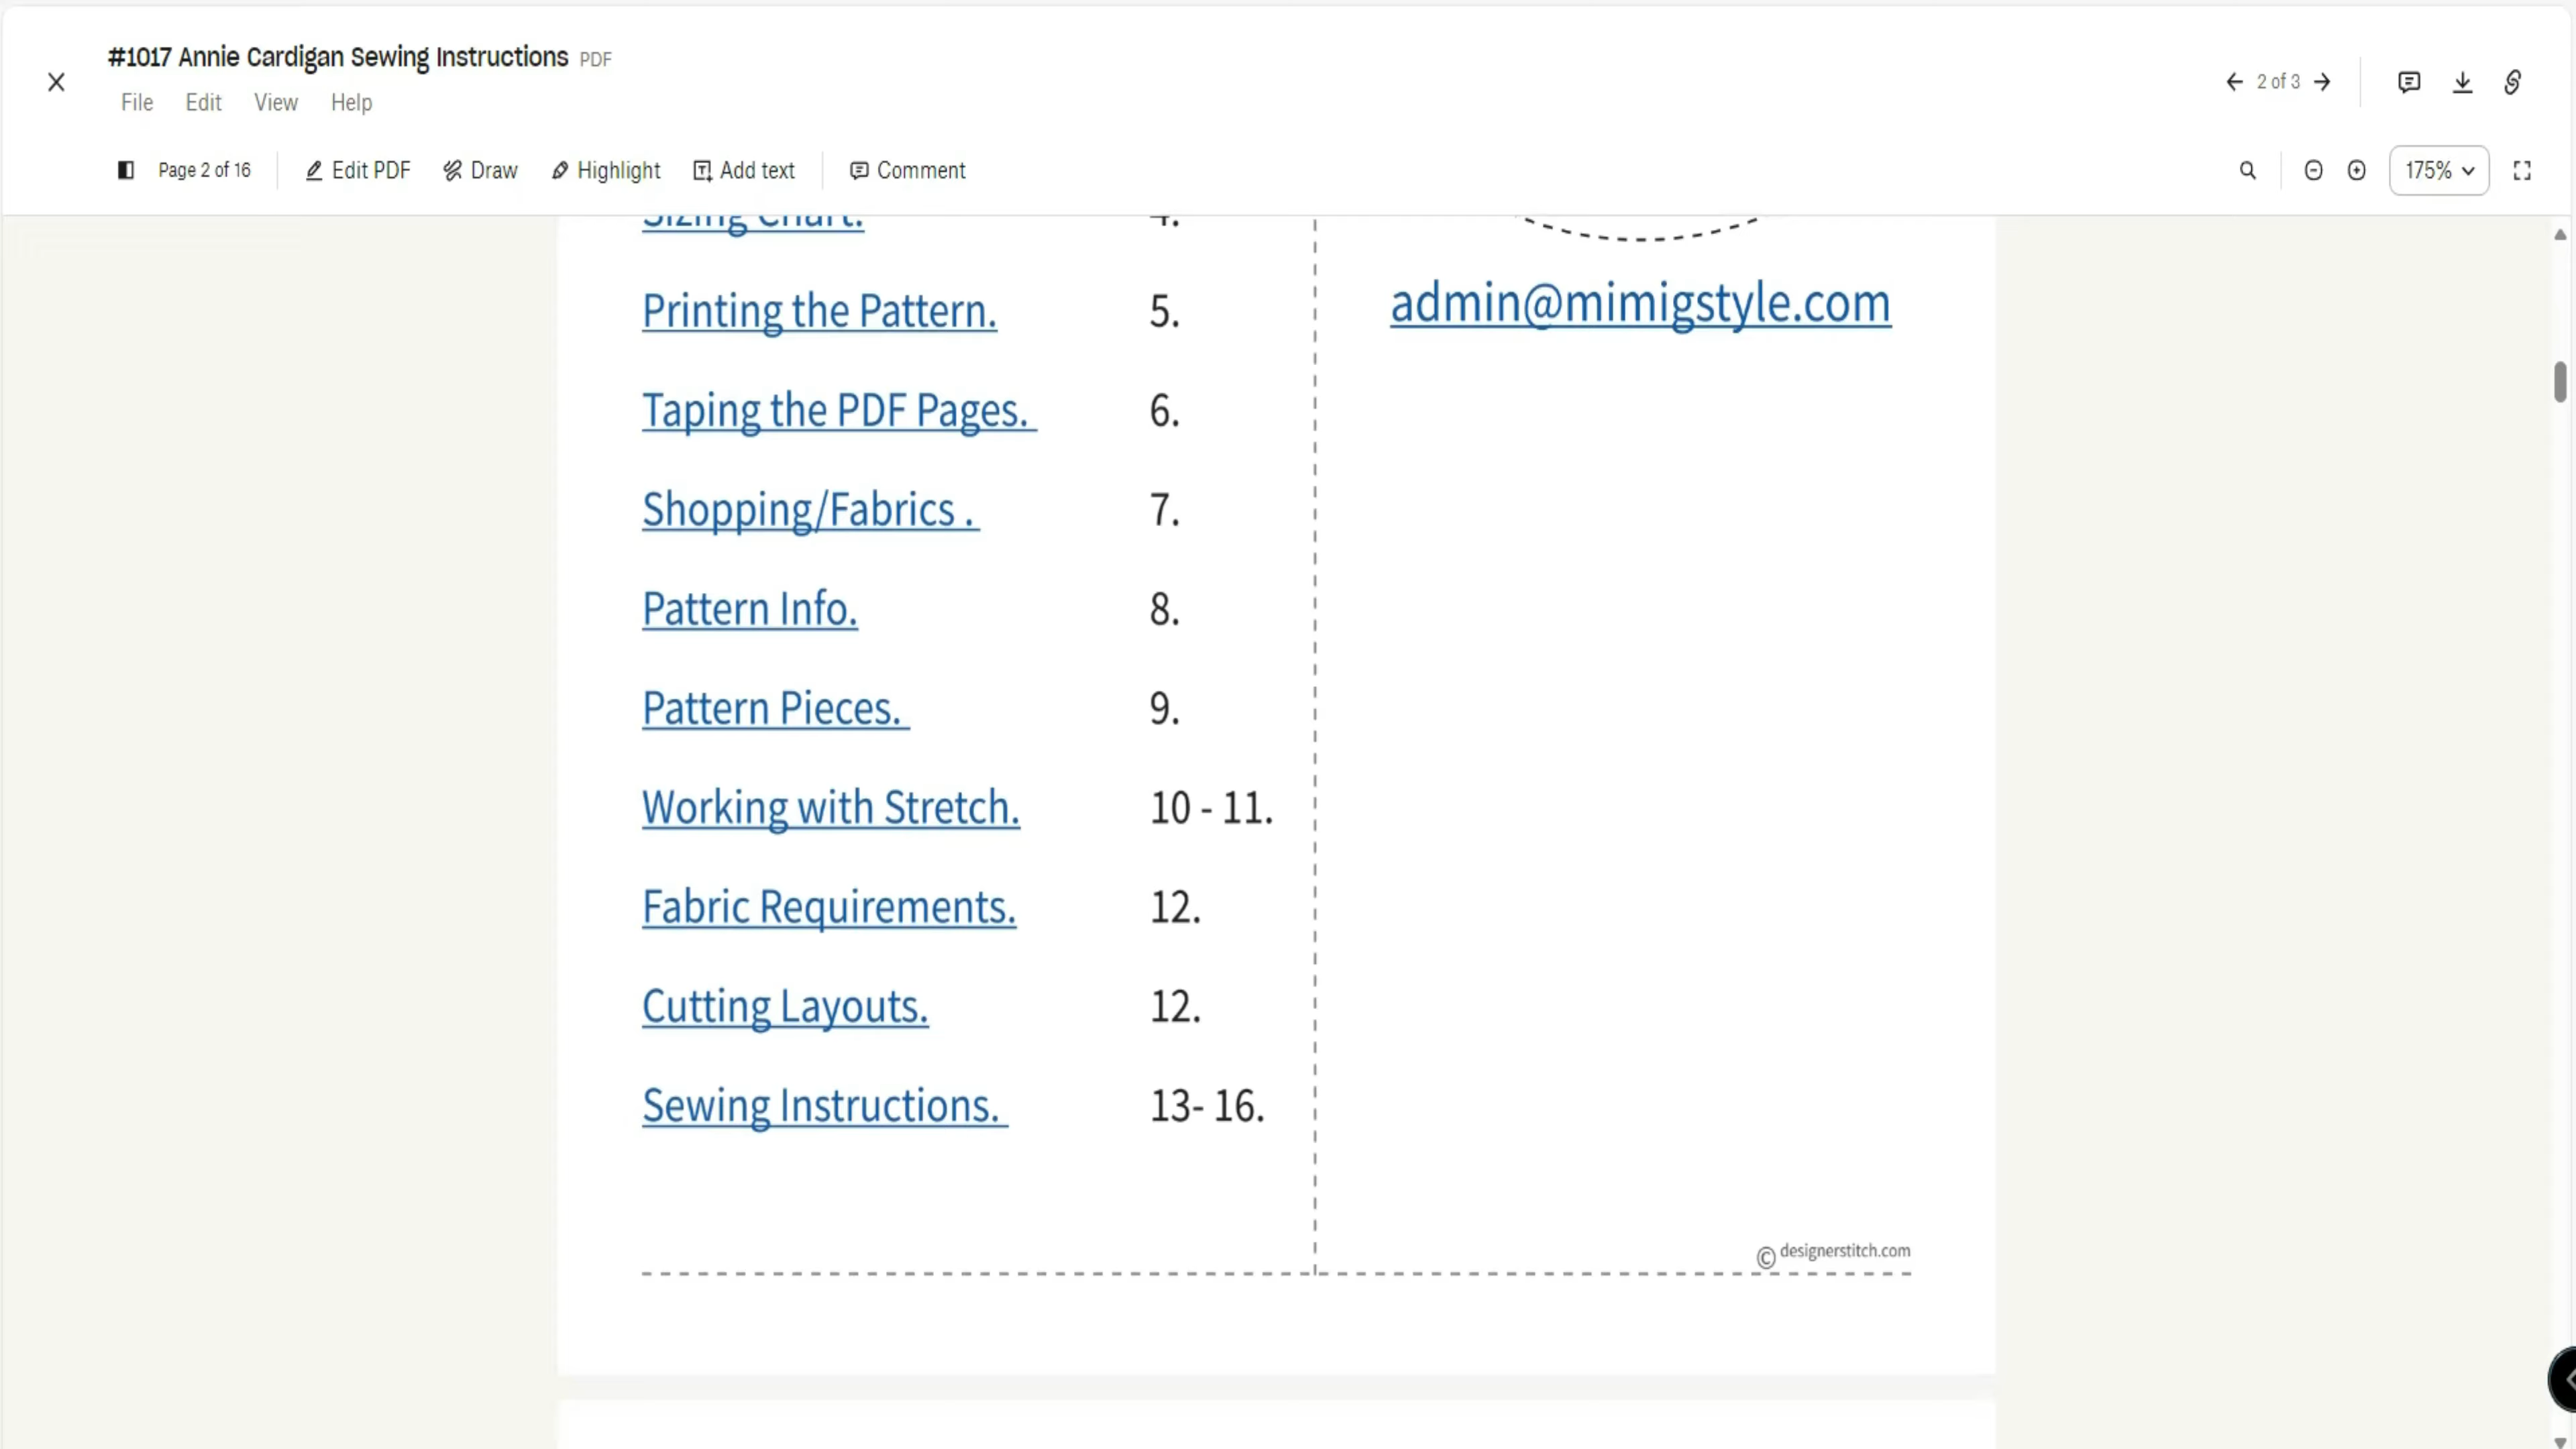 #1017 Annie Cardigan Sewing Instructions PDF
File Edit View Help
2 of 3
Page 2 of 16 Edit PDF Draw Highlight Add text Comment 175%
Sizing Chart. 4.
Printing the Pattern. 5.
Taping the PDF Pages. 6.
Shopping/Fabrics . 7.
Pattern Info. 8.
Pattern Pieces. 9.
Working with Stretch. 10 - 11.
Fabric Requirements. 12.
Cutting Layouts. 12.
Sewing Instructions. 13- 16.
admin@mimigstyle.com
© designerstitch.com